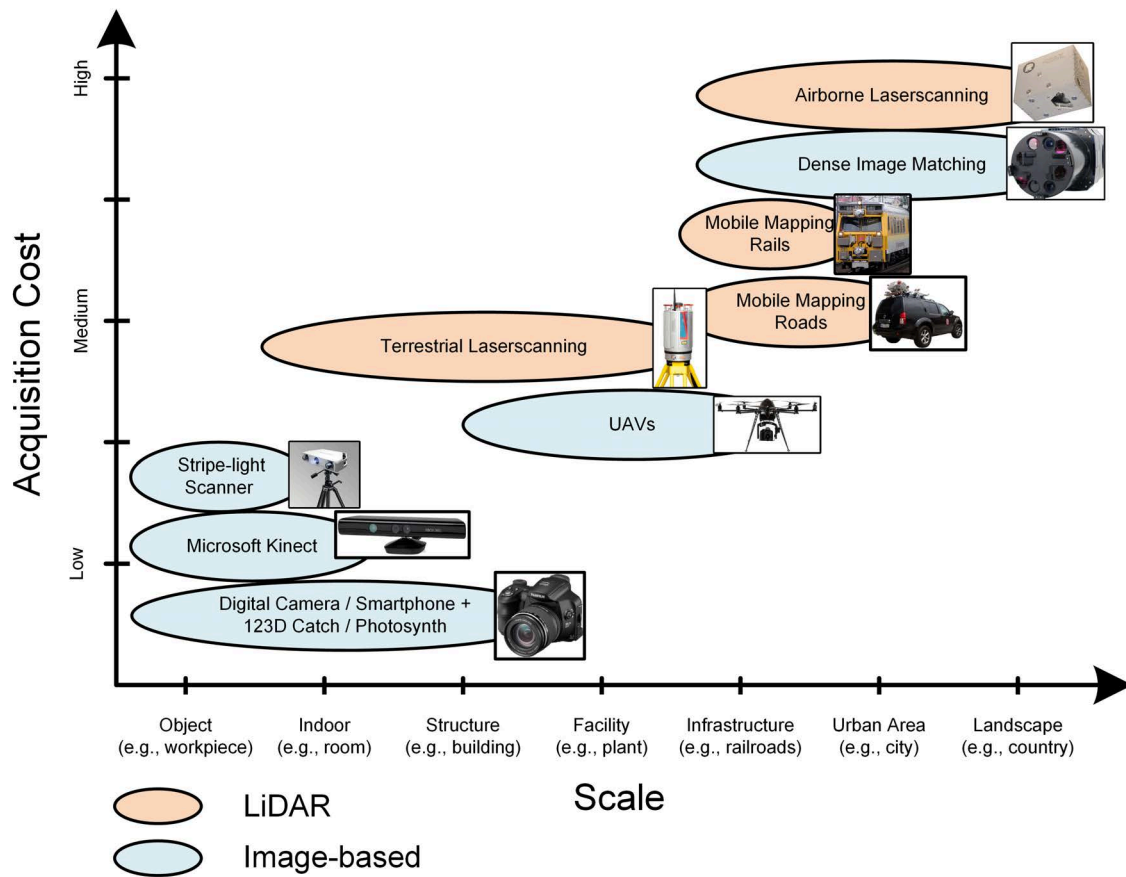 High
Medium
Low
Acquisition Cost
Airborne Laserscanning
Dense Image Matching
Mobile Mapping
Rails
Mobile Mapping
Roads
Terrestrial Laserscanning
UAVs
Stripe-light
Scanner
Microsoft Kinect
Digital Camera / Smartphone +
123D Catch / Photosynth
Object
(e.g., workpiece)
Indoor
(e.g., room)
Structure
(e.g., building)
Facility
(e.g., plant)
Infrastructure
(e.g., railroads)
Urban Area
(e.g., city)
Landscape
(e.g., country)
Scale
LiDAR
Image-based